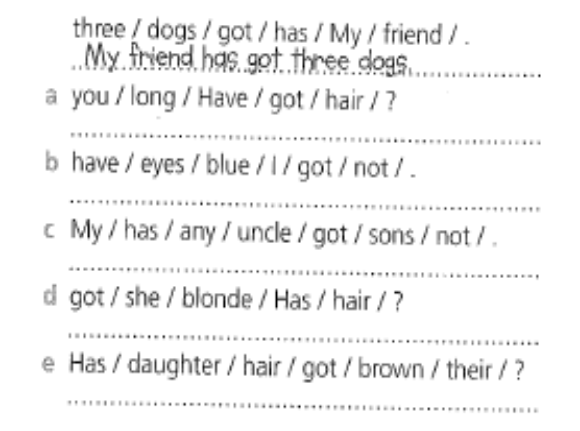 three / dogs / got / has / My / friend / .
My friend has got three dogs.
a you / long / Have / got / hair / ?
b have / eyes / blue / I / got / not / .
c My / has / any / uncle / got / sons / not / .
d got / she / blonde / Has / hair / ?
e Has / daughter / hair / got / brown / their / ?